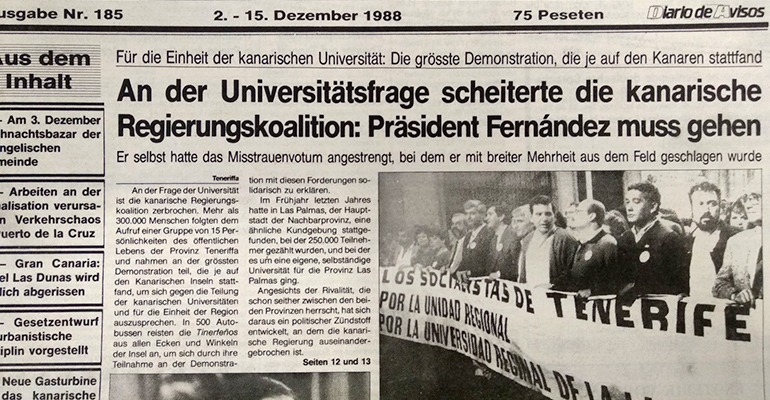 usgabe Nr. 185
2. - 15. Dezember 1988
75 Peseten
Diario de Avisos
Aus dem
Inhalt
- Am 3. Dezember
hnachtsbazar der
ngelischen
meinde
- Arbeiten an der
nalisation verursa-
n Verkehrschaos
Puerto de la Cruz
- Gran Canaria:
el Las Dunas wird
lich abgerissen
- Gesetzentwurf
urbanistische
iplin vorgestellt
Neue Gasturbine
das kanarische
Für die Einheit der kanarischen Universität: Die grösste Demonstration, die je auf den Kanaren stattfand
An der Universitätsfrage scheiterte die kanarische
Regierungskoalition: Präsident Fernández muss gehen
Er selbst hatte das Misstrauenvotum angestrengt, bei dem er mit breiter Mehrheit aus dem Feld geschlagen wurde
Teneriffa
An der Frage der Universität
ist die kanarische Regierungs-
koalition zerbrochen. Mehr als
300.000 Menschen folgten dem
Aufruf einer Gruppe von 15 Per-
sönlichkeiten des öffentlichen
Lebens der Provinz Teneriffa
und nahmen an der grössten
Demonstration teil, die je auf
den Kanarischen Inseln statt-
fand, um sich gegen die Teilung
der kanarischen Universitäten
und für die Einheit der Region
auszusprechen. In 500 Auto-
bussen reisten die Tinerfeños
aus allen Ecken und Winkeln
der Insel an, um sich durch ihre
Teilnahme an der Demonstra-
tion mit diesen Forderungen so-
lidarisch zu erklären.
Im Frühjahr letzten Jahres
hatte in Las Palmas, der Haupt-
stadt der Nachbarprovinz, eine
ähnliche Kundgebung stattge-
funden, bei der 250.000 Teilneh-
mer gezählt wurden, und bei der
es um eine eigene, selbständige
Universität für die Provinz Las
Palmas ging.
Angesichts der Rivalität, die
schon seither zwischen den bei-
den Provinzen herrscht, hat sich
daraus ein politischer Zündstoff
entwickelt, an dem die kanari-
sche Regierung auseinander-
gebrochen ist.
Seiten 12 und 13
LOS SOCIALISTAS DE TENERIFE
POR LA UNIDAD REGIONAL
POR LA UNIVERSIDAD REGINAL DE LA